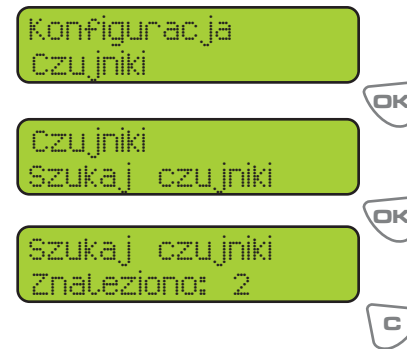 Konfiguracja
Czujniki
OK
Czujniki
Szukaj czujniki
OK
Szukaj czujniki
Znaleziono: 2
C